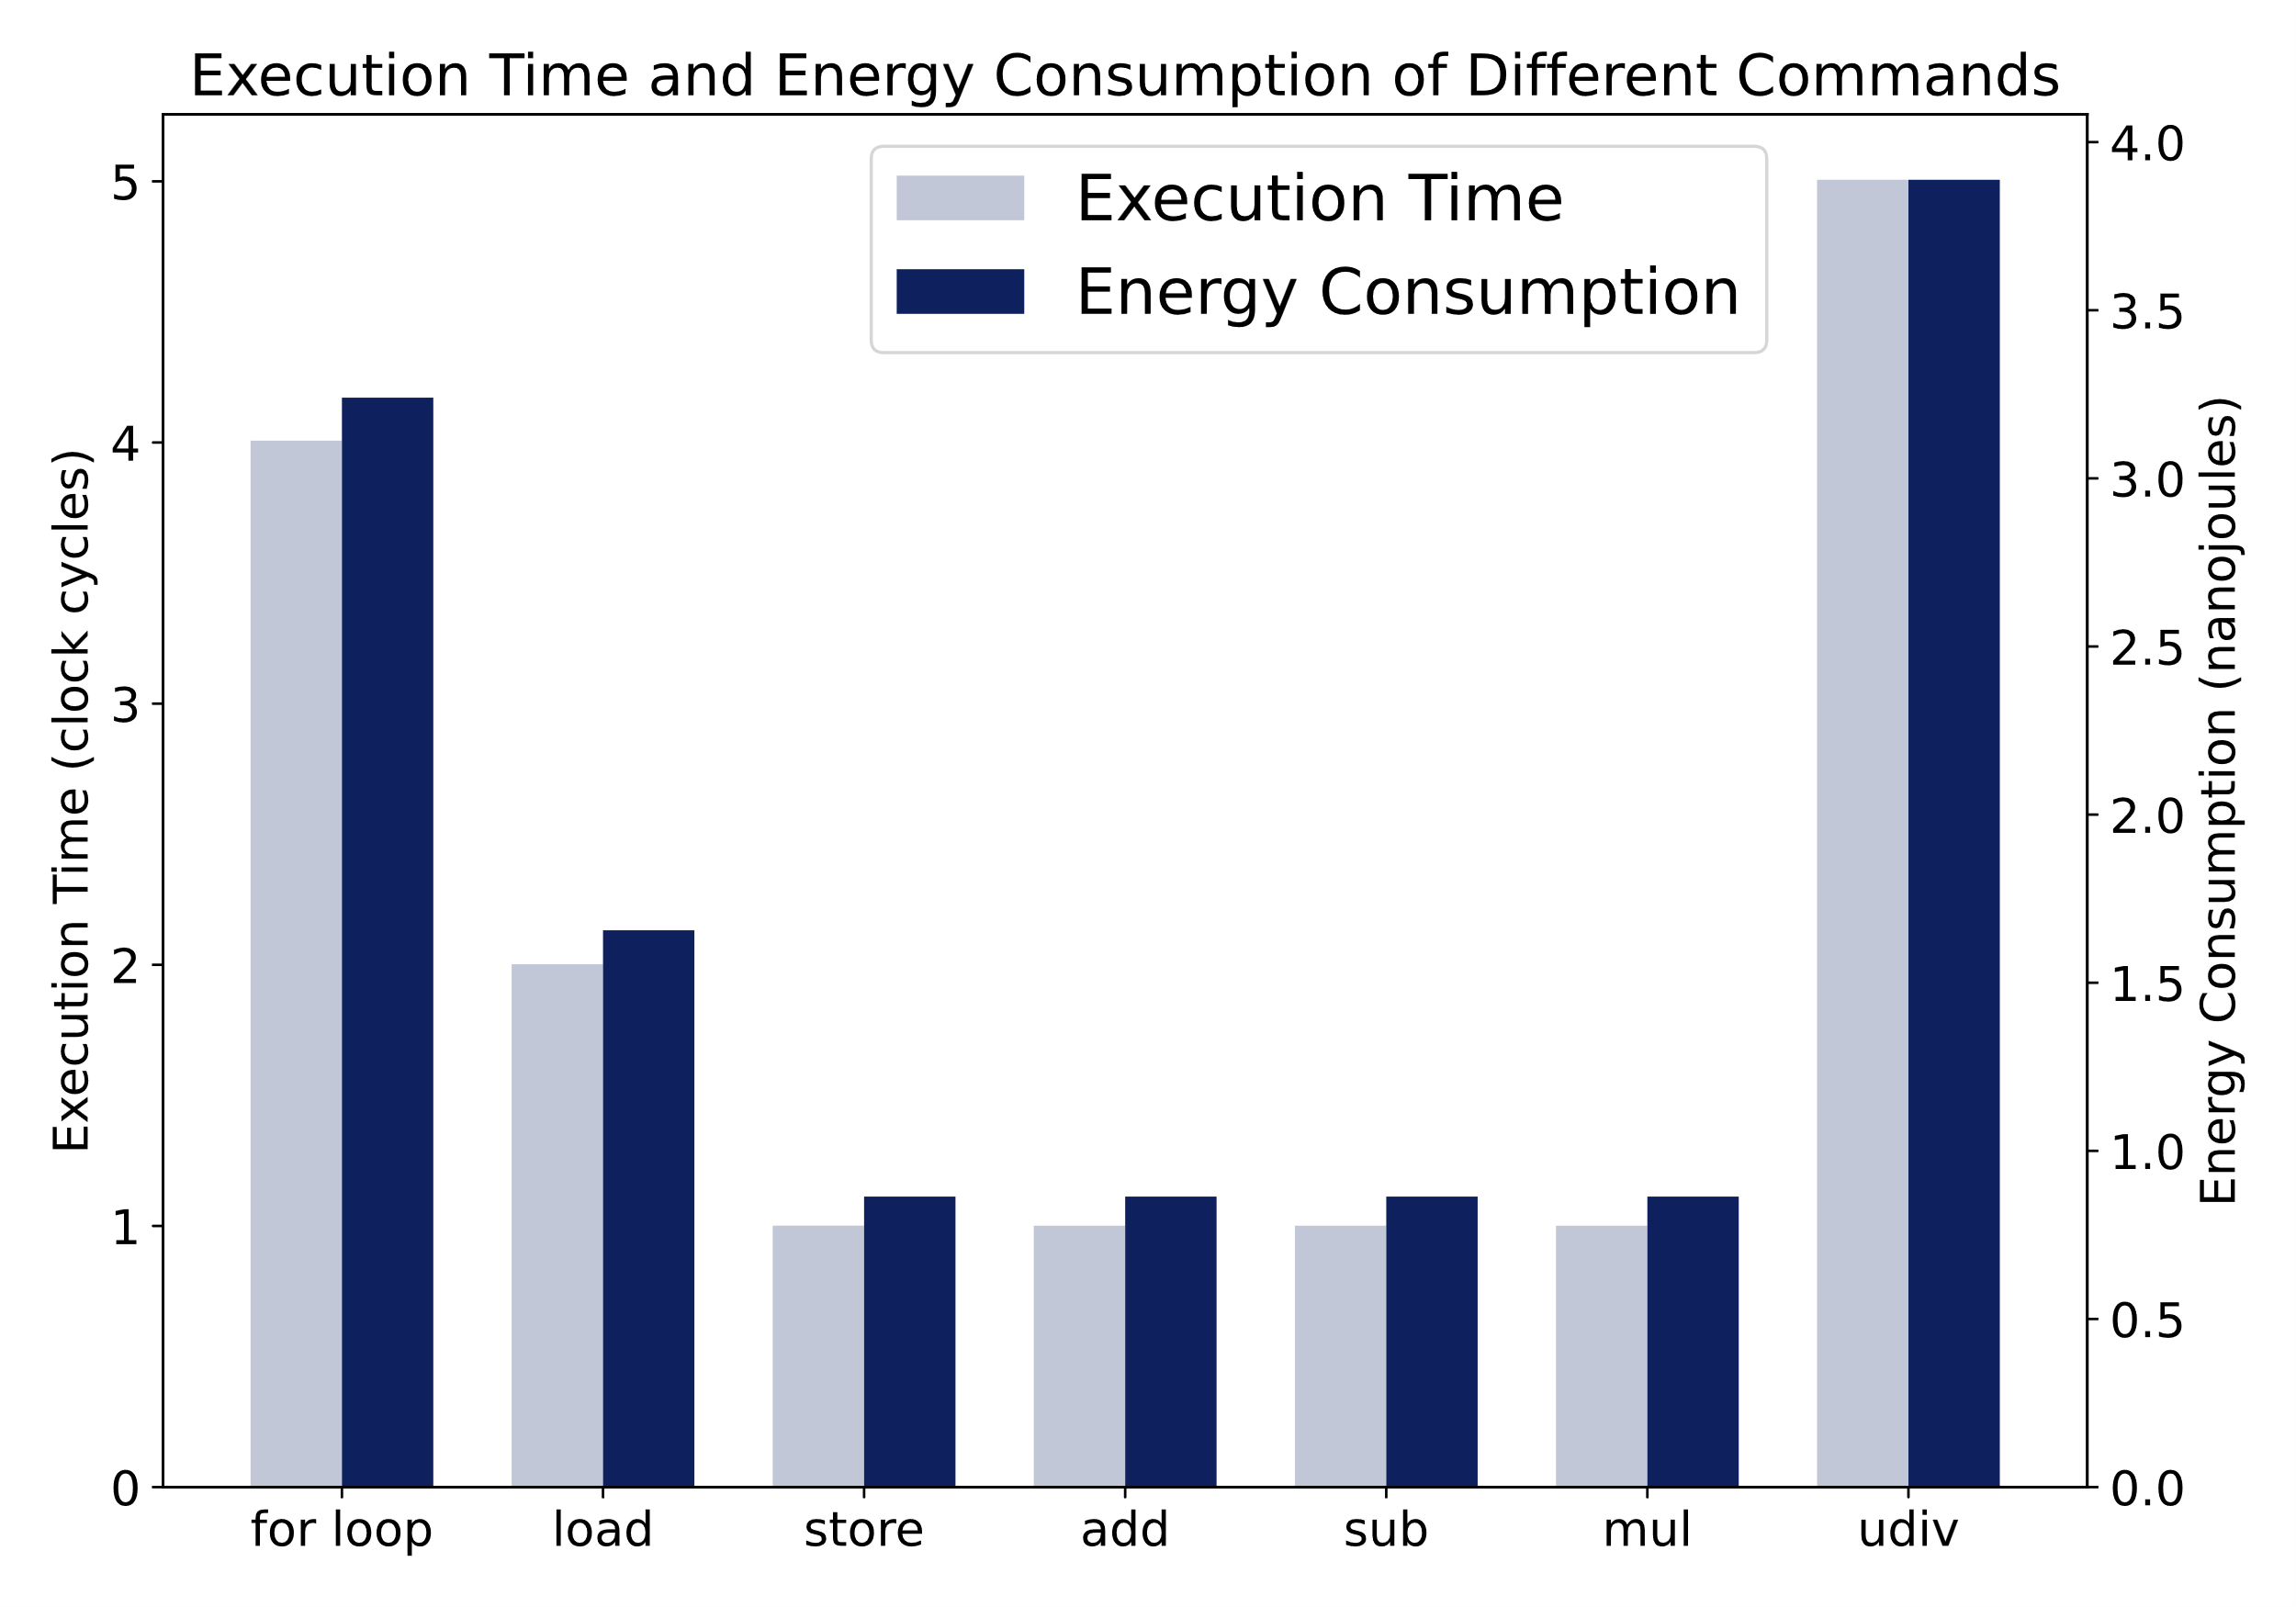 Execution Time and Energy Consumption of Different Commands
Execution Time
Energy Consumption
Execution Time (clock cycles)
5
4
3
2
1
0
4.0
3.5
3.0
2.5
2.0
1.5
1.0
0.5
0.0
Energy Consumption (nanojoules)
for loop load store add sub mul udiv